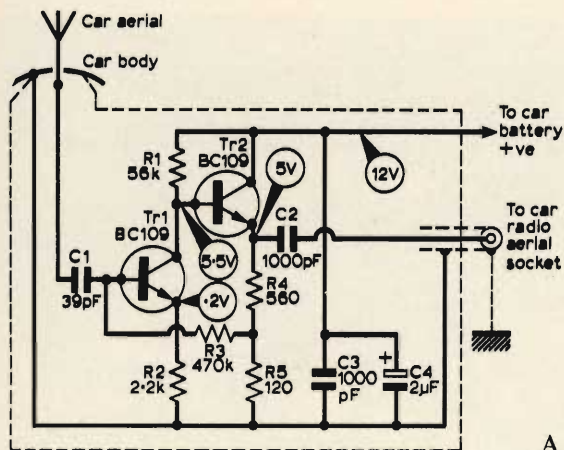 Car aerial
Car body
To car
battery
+ve
Tr2
BC109
R1
56k
5V
12V
Tr1
BC109
C2
1000pF
To car
radio
aerial
socket
5·5V
C1
39pF
·2V
R4
560
R3
470k
R2
2·2k
R5
120
C3
1000
pF
+
C4
2μF
A